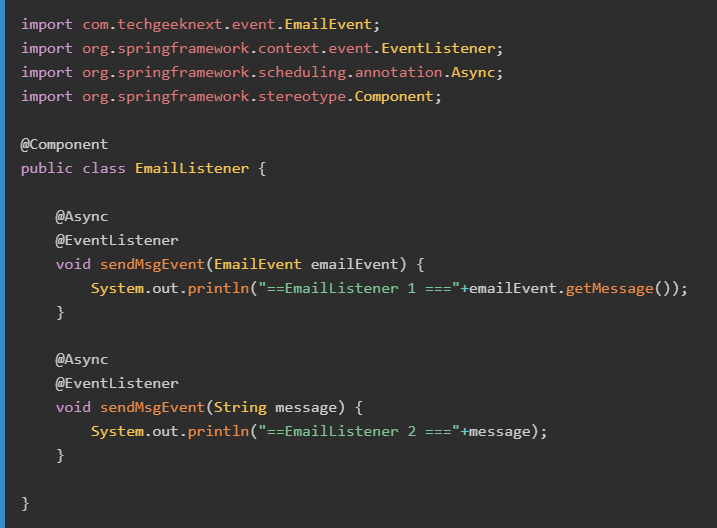 import com.techgeeknext.event.EmailEvent;
import org.springframework.context.event.EventListener;
import org.springframework.scheduling.annotation.Async;
import org.springframework.stereotype.Component;

@Component
public class EmailListener {

    @Async
    @EventListener
    void sendMsgEvent(EmailEvent emailEvent) {
        System.out.println("==EmailListener 1 ==="+emailEvent.getMessage());
    }

    @Async
    @EventListener
    void sendMsgEvent(String message) {
        System.out.println("==EmailListener 2 ==="+message);
    }

}